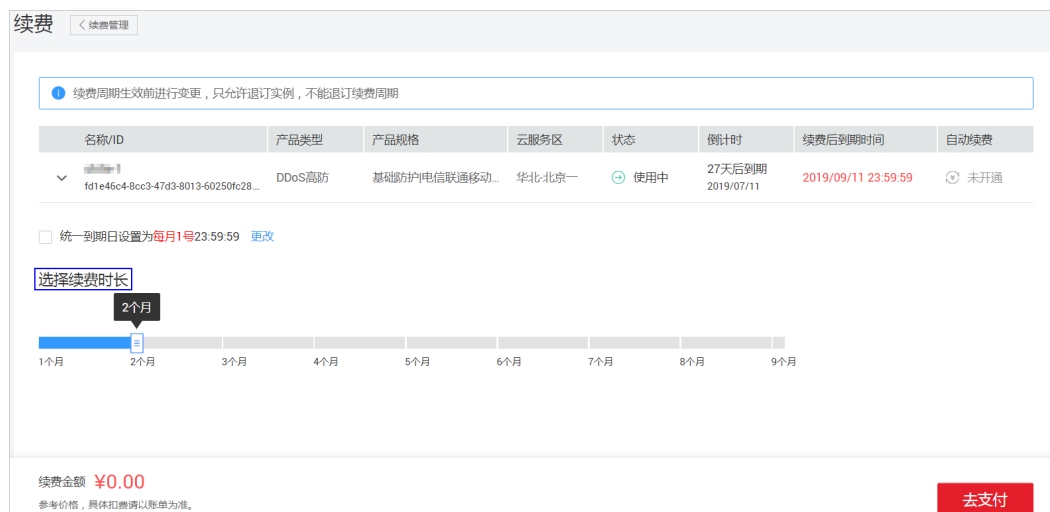 续费 < 续费管理
续费周期生效前进行变更，只允许退订实例，不能退订续费周期
名称/ID 产品类型 产品规格 云服务区 状态 倒计时 续费后到期时间 自动续费
fd1e46c4-8cc3-47d3-8013-60250fc28... DDoS高防 基础防护|电信联通移动... 华北-北京一 使用中 27天后到期 2019/09/11 23:59:59 未开通
2019/07/11
统一到期日设置为每月1号23:59:59 更改
选择续费时长
2个月
1个月 2个月 3个月 4个月 5个月 6个月 7个月 8个月 9个月
续费金额 ¥0.00
参考价格，具体扣费请以账单为准。
去支付